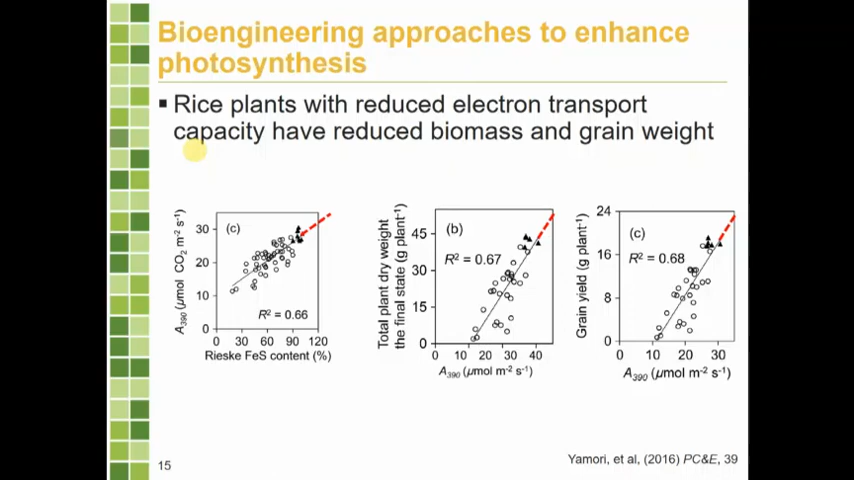 Bioengineering approaches to enhance
photosynthesis
▪ Rice plants with reduced electron transport
capacity have reduced biomass and grain weight
A390 (μmol CO2 m-2 s-1)
30
20
10
0
(c)
R2 = 0.66
0 30 60 90 120
Rieske FeS content (%)
Total plant dry weight
the final state (g plant-1)
45
30
15
0
(b)
R2 = 0.67
0 10 20 30 40
A390 (μmol m-2 s-1)
Grain yield (g plant-1)
24
16
8
0
(c)
R2 = 0.68
0 10 20 30
A390 (μmol m-2 s-1)
Yamori, et al, (2016) PC&E, 39
15